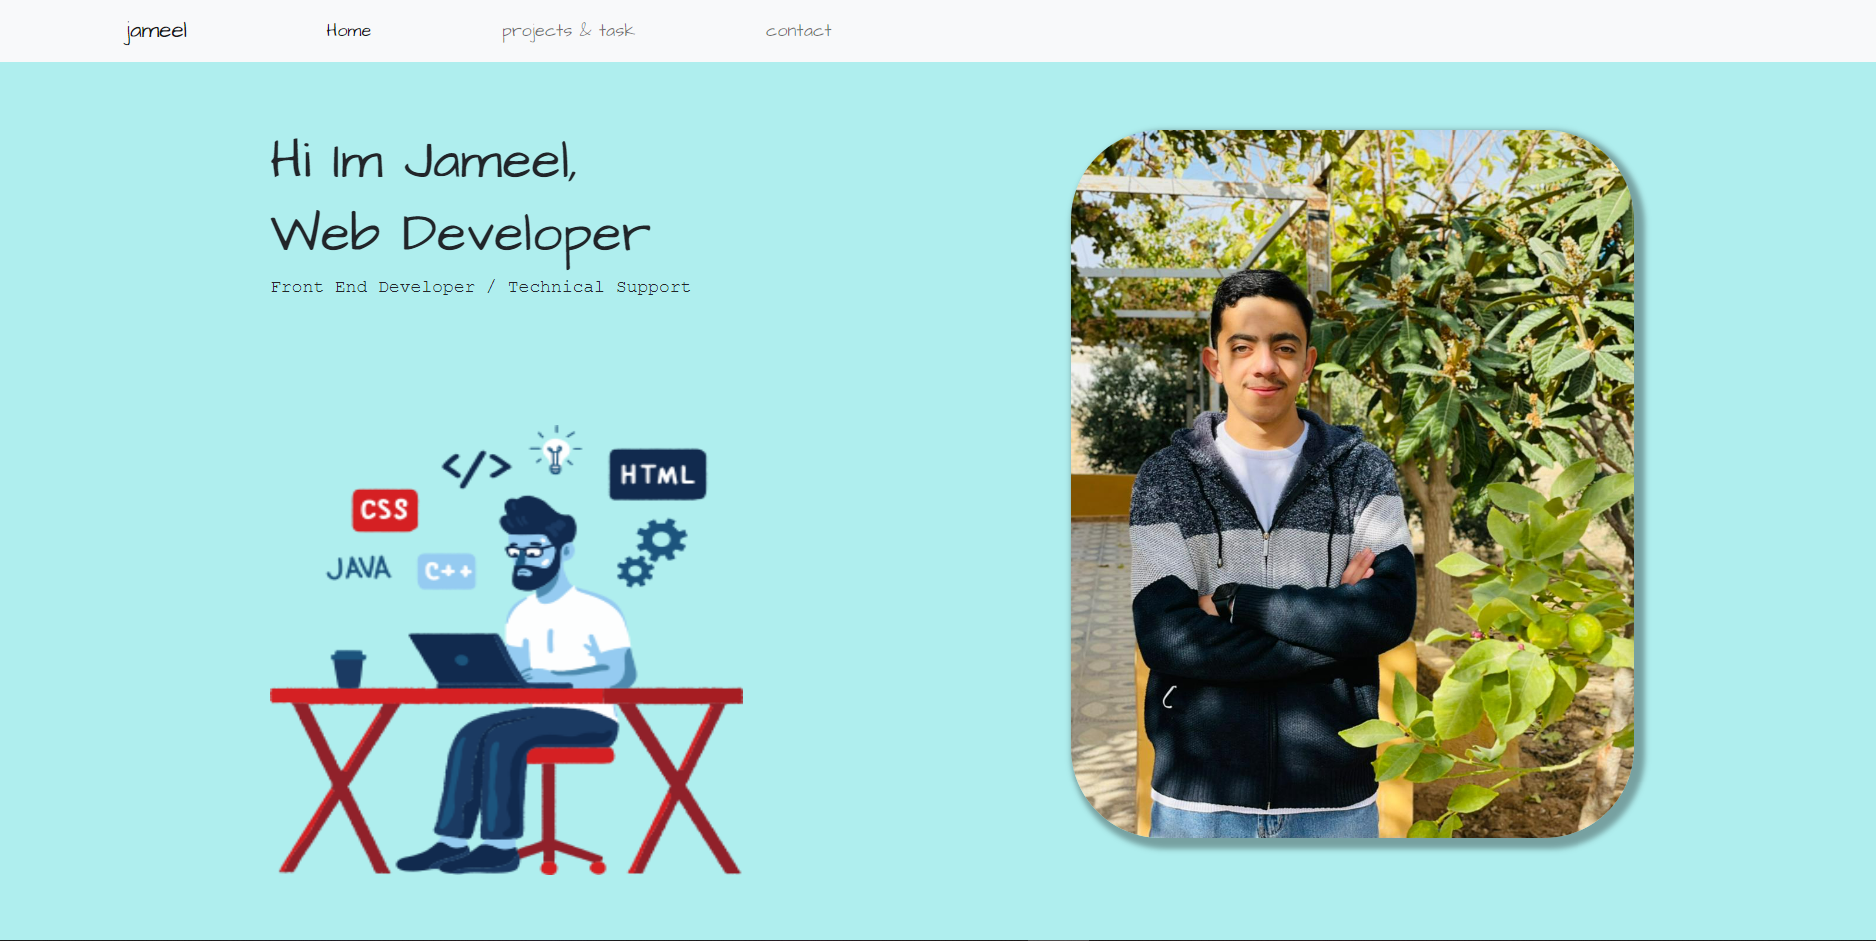 jameel Home projects & task contact
Hi Im Jameel,
Web Developer
Front End Developer / Technical Support
</>
HTML
CSS
JAVA
C++